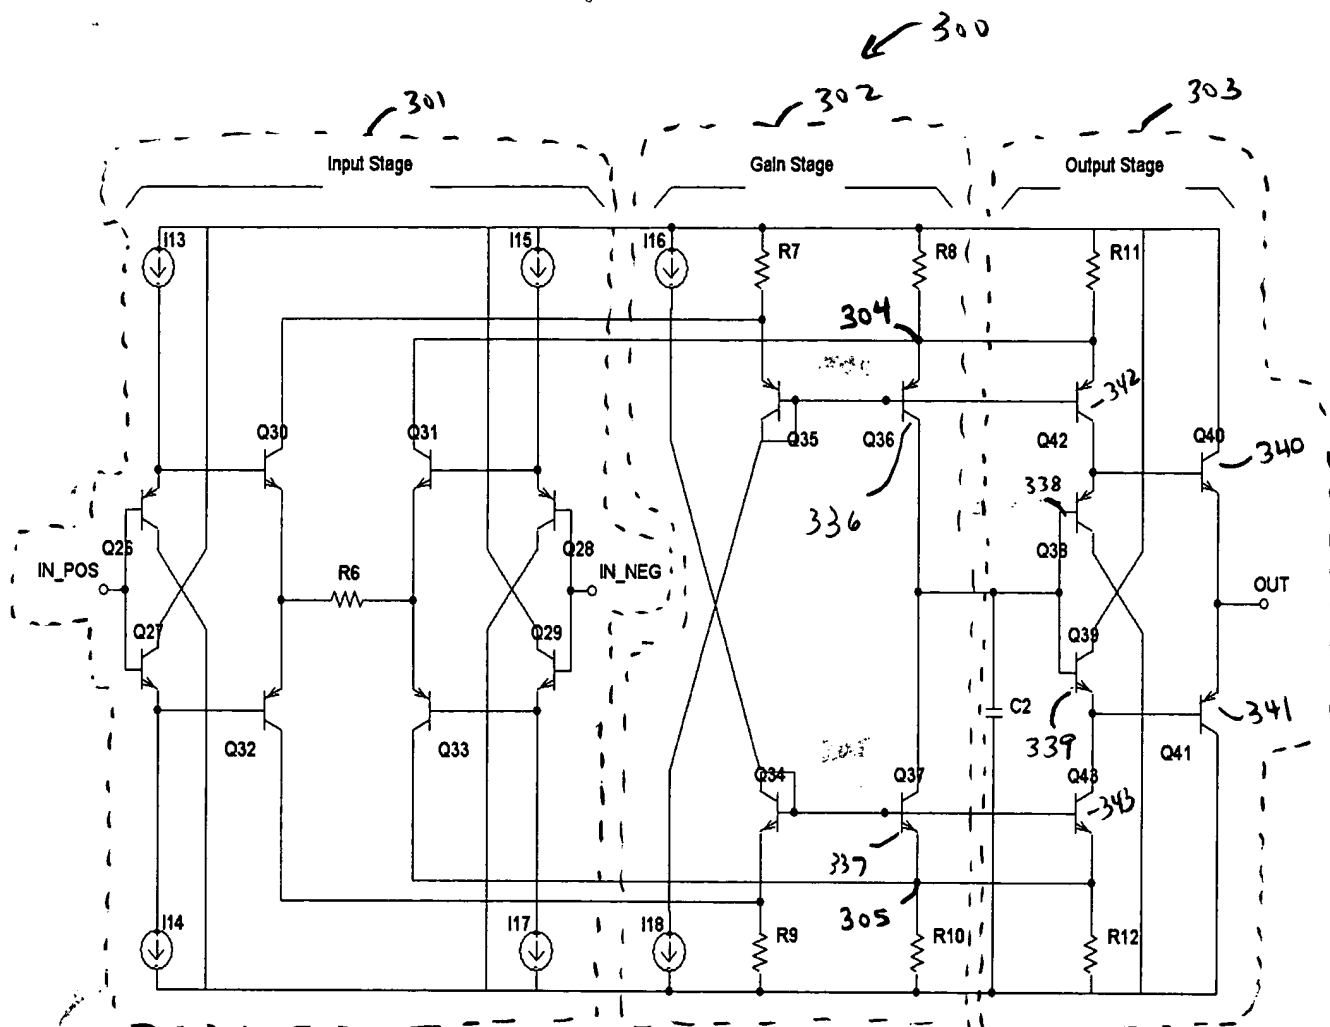 300
301
302
303
Input Stage
Gain Stage
Output Stage
I13
I15
I16
R7
R8
R11
304
342
Q30
Q31
Q35
Q36
Q42
Q40
340
338
336
Q26
Q28
Q38
IN_POS
R6
IN_NEG
OUT
Q27
Q29
Q39
C2
341
339
Q32
Q33
Q41
Q34
Q37
Q43
343
337
305
I14
I17
I18
R9
R10
R12